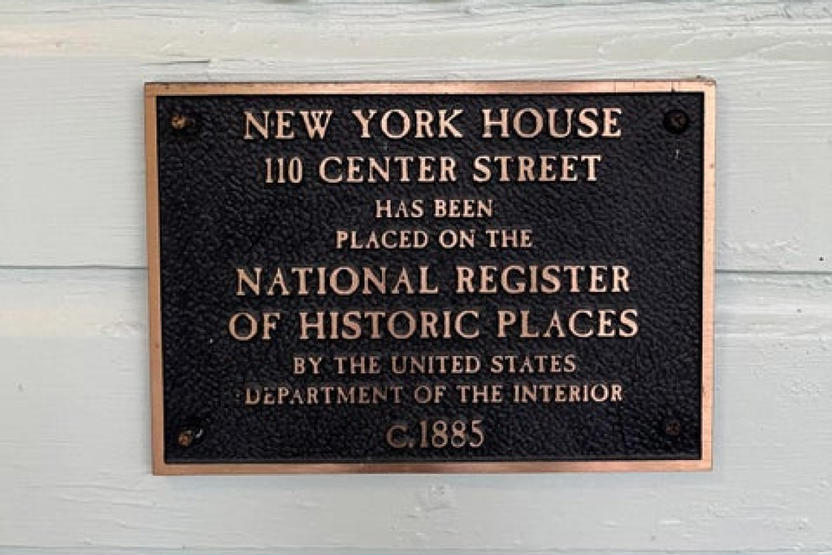 NEW YORK HOUSE
110 CENTER STREET
HAS BEEN
PLACED ON THE
NATIONAL REGISTER
OF HISTORIC PLACES
BY THE UNITED STATES
DEPARTMENT OF THE INTERIOR
C.1885